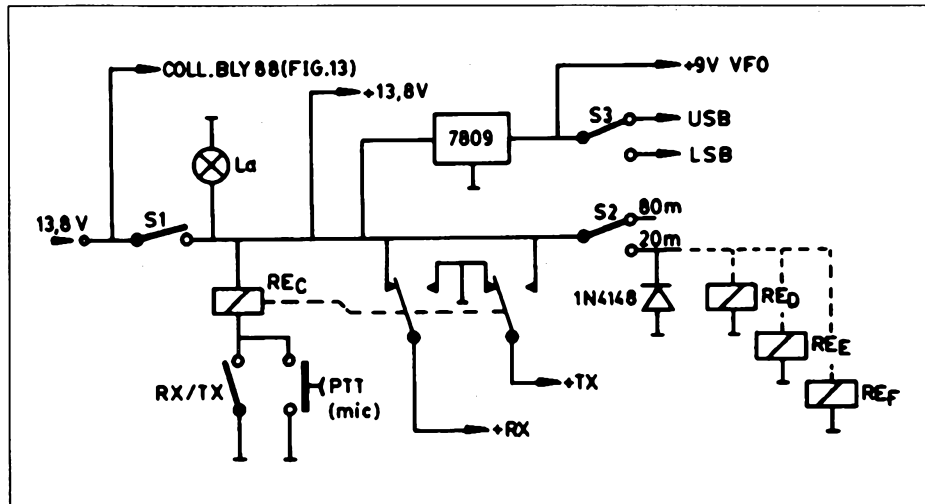 COLL.BLY 88(FIG.13)
+9V VFO
+13,8V
7809
S3
USB
LSB
La
13,8 V
S1
S2
80m
20m
REC
1N4148
RED
REE
REF
RX/TX
PTT
(mic)
+TX
+RX